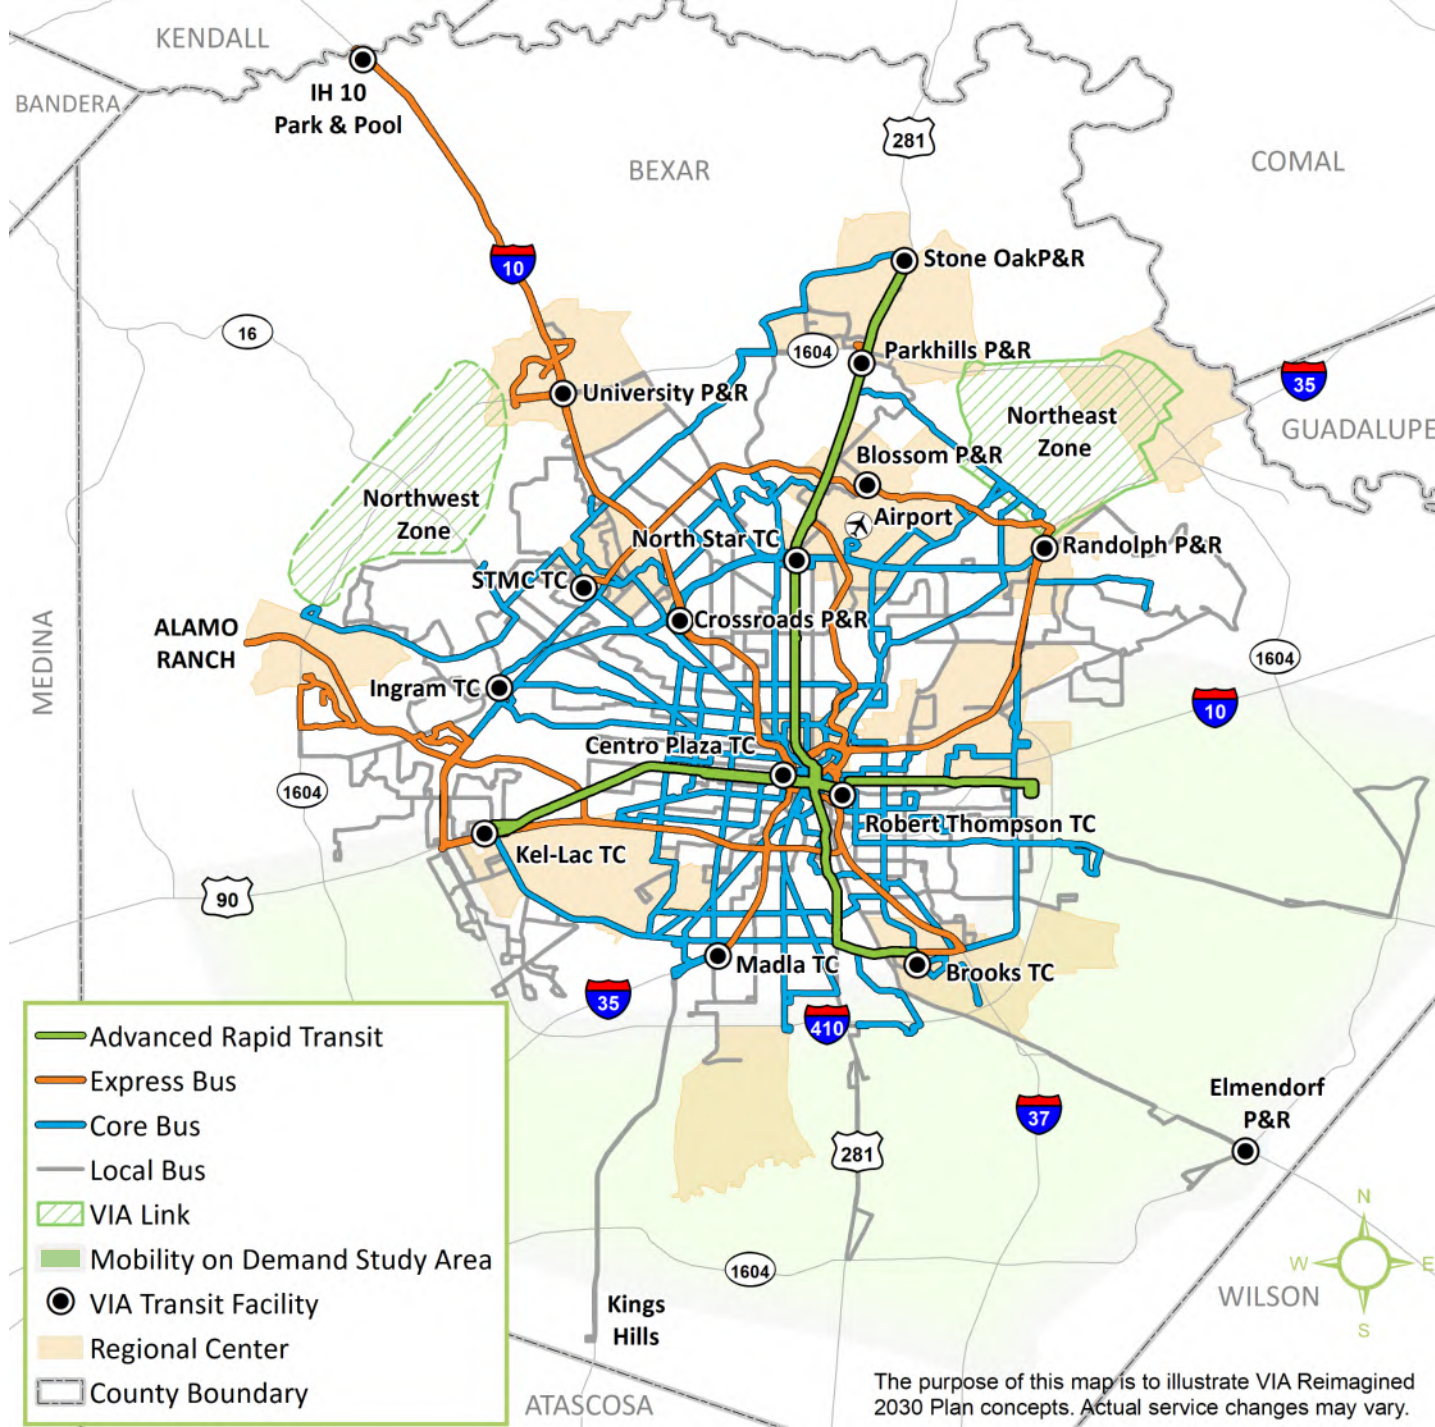 KENDALL
BANDERA
IH 10
Park & Pool
281
BEXAR
COMAL
10
Stone OakP&R
16
1604
Parkhills P&R
35
University P&R
Northeast
Zone
GUADALUPE
Blossom P&R
Northwest
Zone
Airport
North Star TC
Randolph P&R
STMC TC
Crossroads P&R
ALAMO
RANCH
MEDINA
1604
Ingram TC
10
Centro Plaza TC
1604
Robert Thompson TC
Kel-Lac TC
90
Madla TC
Brooks TC
35
410
Advanced Rapid Transit
Express Bus
Core Bus
Local Bus
VIA Link
Mobility on Demand Study Area
VIA Transit Facility
Regional Center
County Boundary
37
Elmendorf
P&R
281
1604
N
W
E
S
WILSON
Kings
Hills
ATASCOSA
The purpose of this map is to illustrate VIA Reimagined
2030 Plan concepts. Actual service changes may vary.